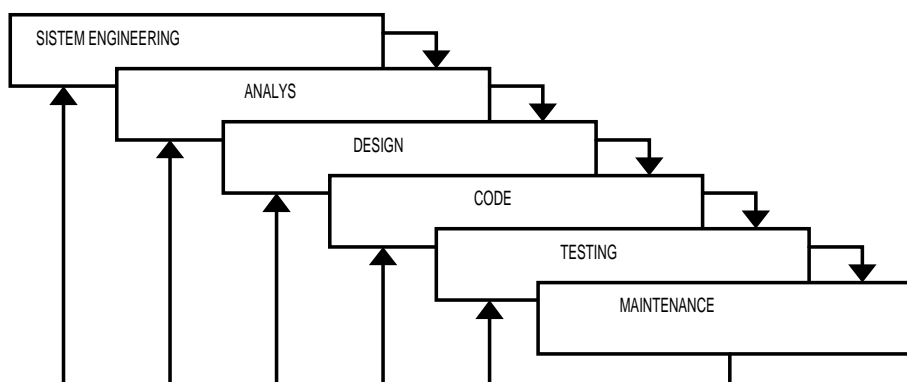 SISTEM ENGINEERING
ANALYS
DESIGN
CODE
TESTING
MAINTENANCE